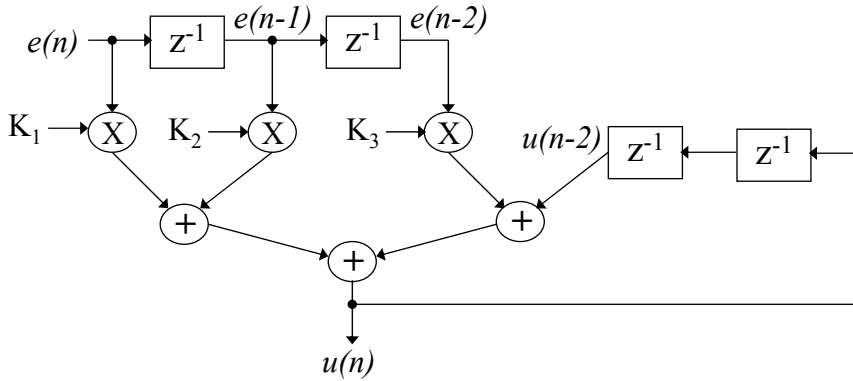 e(n) z⁻¹ e(n-1) z⁻¹ e(n-2)
K₁ X K₂ X K₃ X u(n-2) z⁻¹ z⁻¹
+ +
+
u(n)